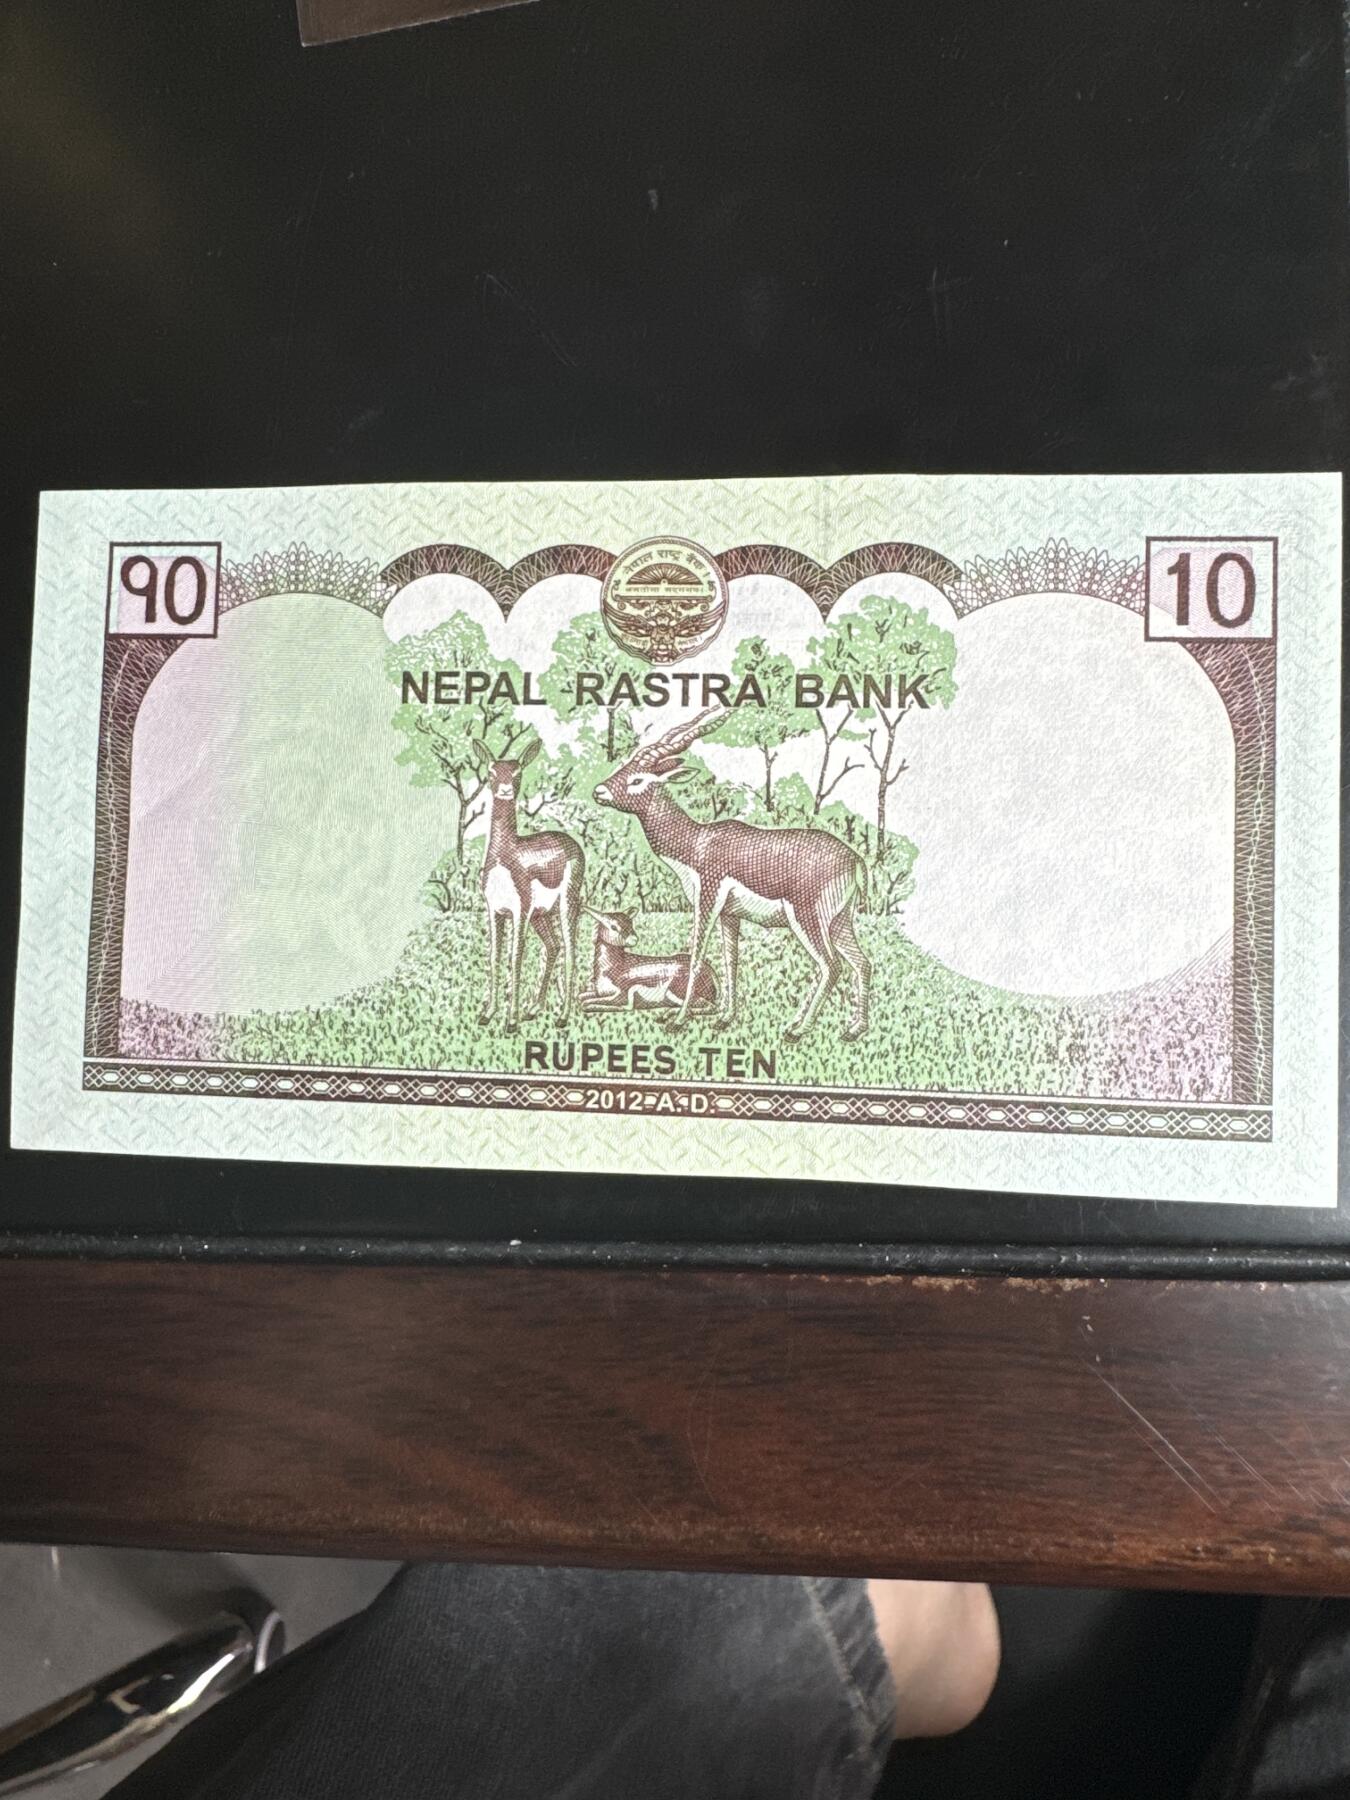 १०
नेपाल राष्ट्र बैंक
10
NEPAL RASTRA BANK
RUPEES TEN
2012 A.D.